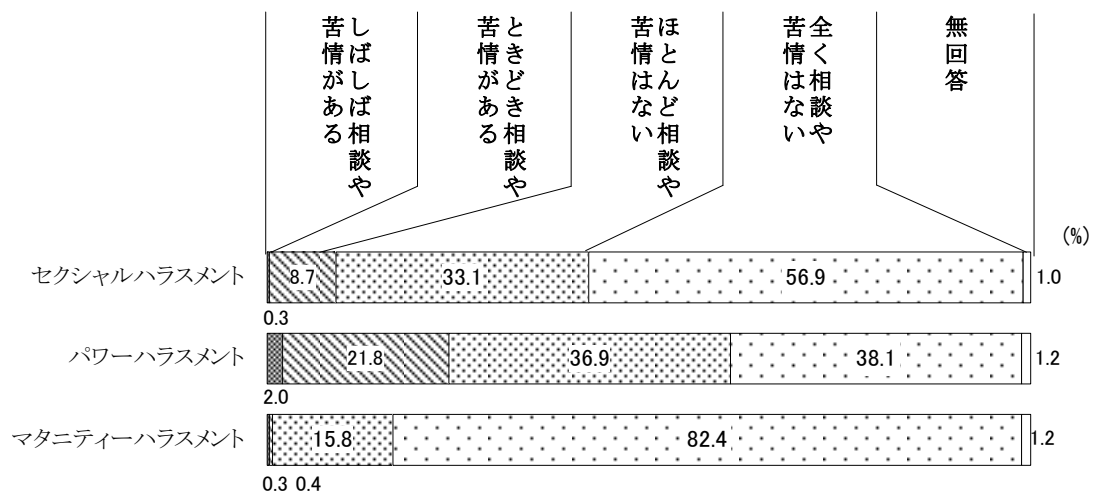 しばしば相談や
苦情がある
ときどき相談や
苦情がある
ほとんど相談や
苦情はない
全く相談や
苦情はない
無回答
(%)
セクシャルハラスメント 8.7 33.1 56.9 1.0
0.3
パワーハラスメント 21.8 36.9 38.1 1.2
2.0
マタニティーハラスメント 15.8 82.4 1.2
0.3 0.4